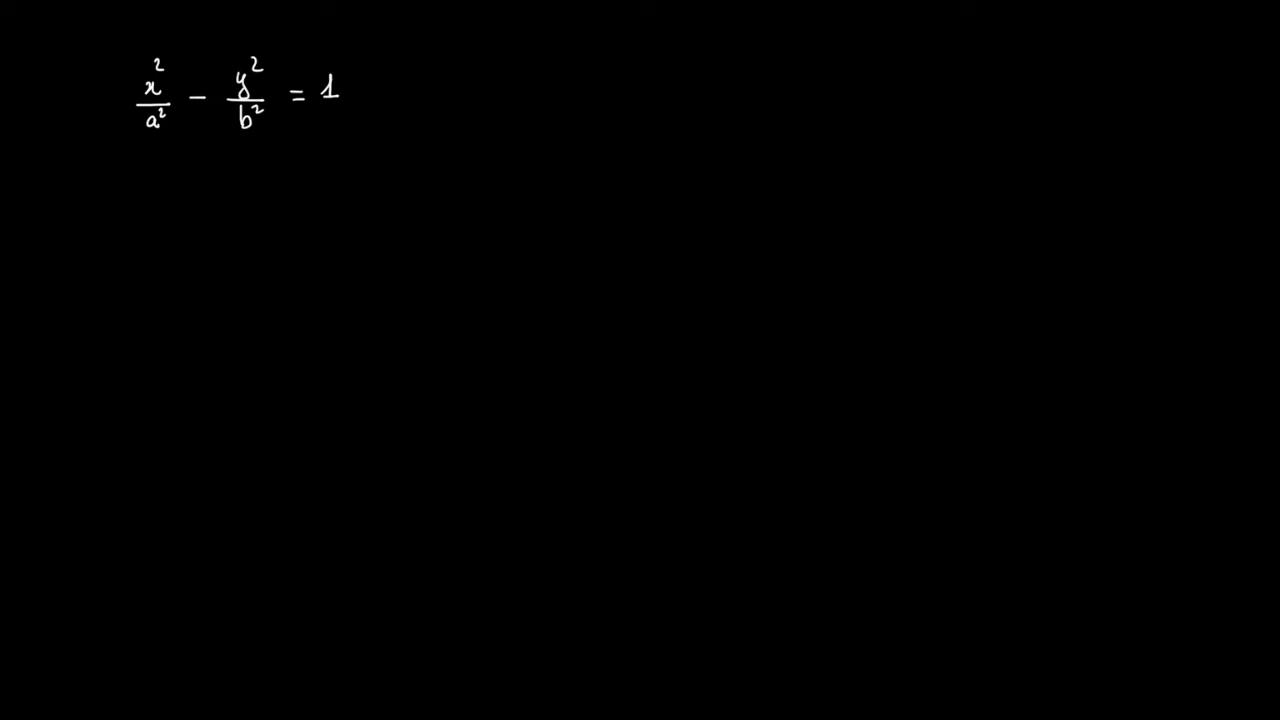 x²/a² − y²/b² = 1